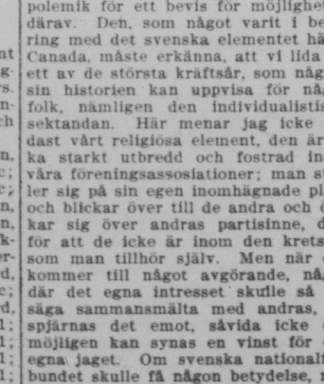 polemik för ett bevis för möjlighe
därav. Den, som något varit i be
ring med det svenska elementet hä
Canada, måste erkänna, att vi lida
ett av de största kräftsår, som någ
sin historien kan uppvisa för nå
folk, nämligen den individualistis
sektandan. Här menar jag icke
dast vårt religiösa element, den är
ka starkt utbredd och fostrad in
våra föreningsassosiationer; man s
ler sig på sin egen inomhägnade pl
och blickar över till de andra och
kar sig över andras partisinne, d
för att de icke är inom den krets
som man tillhör själv. Men när
kommer till något avgörande, nå
där det egna intresset skulle så
säga sammansmälta med andras,
spjärnas det emot, såvida icke
möjligen kan synas en vinst för
egna jaget. Om svenska national
bundet skulle få någon betydelse,